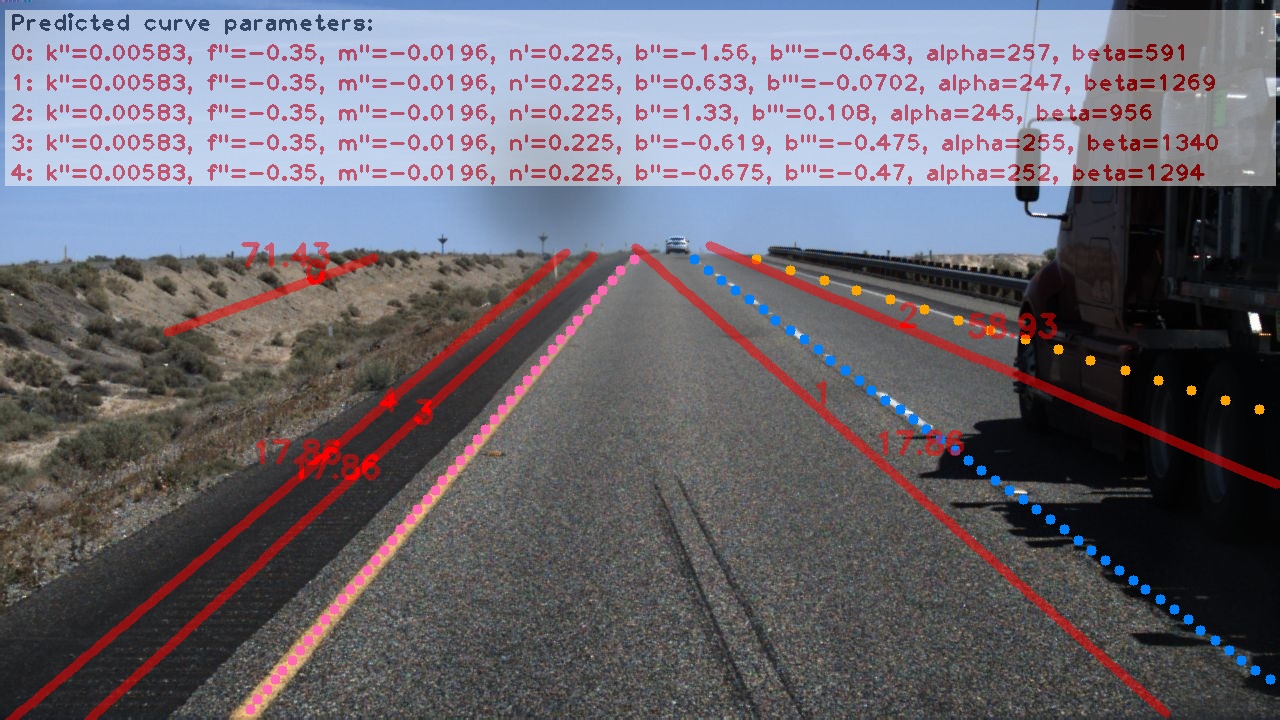 Predicted curve parameters:
0: k''=0.00583, f''=-0.35, m''=-0.0196, n'=0.225, b''=-1.56, b'''=-0.643, alpha=257, beta=591
1: k''=0.00583, f''=-0.35, m''=-0.0196, n'=0.225, b''=0.633, b'''=-0.0702, alpha=247, beta=1269
2: k''=0.00583, f''=-0.35, m''=-0.0196, n'=0.225, b''=1.33, b'''=0.108, alpha=245, beta=956
3: k''=0.00583, f''=-0.35, m''=-0.0196, n'=0.225, b''=-0.619, b'''=-0.475, alpha=255, beta=1340
4: k''=0.00583, f''=-0.35, m''=-0.0196, n'=0.225, b''=-0.675, b'''=-0.47, alpha=252, beta=1294
71.43
0
2
1
4
3
17.86
17.86
17.86